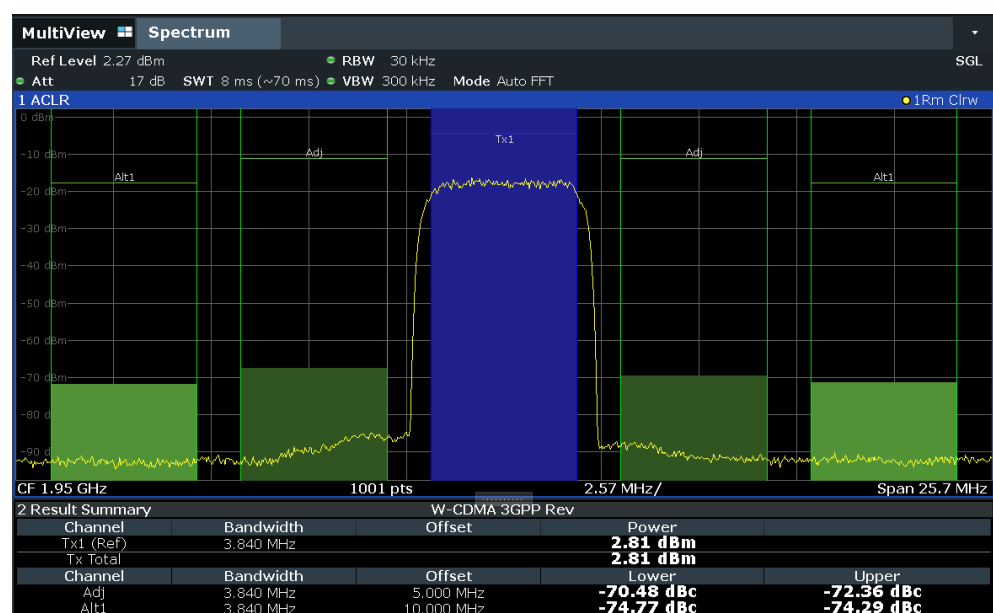 MultiView Spectrum
Ref Level 2.27 dBm RBW 30 kHz SGL
Att 17 dB SWT 8 ms (~70 ms) VBW 300 kHz Mode Auto FFT
1 ACLR 1Rm Clrw
0 dBm
Tx1
-10 dBm Adj Adj
Alt1 Alt1
-20 dBm
-30 dBm
-40 dBm
-50 dBm
-60 dBm
-70 dBm
-80 d
-90 d
CF 1.95 GHz 1001 pts 2.57 MHz/ Span 25.7 MHz
2 Result Summary W-CDMA 3GPP Rev
Channel Bandwidth Offset Power
Tx1 (Ref) 3.840 MHz 2.81 dBm
Tx Total 2.81 dBm
Channel Bandwidth Offset Lower Upper
Adj 3.840 MHz 5.000 MHz -70.48 dBc -72.36 dBc
Alt1 3.840 MHz 10.000 MHz -74.77 dBc -74.29 dBc